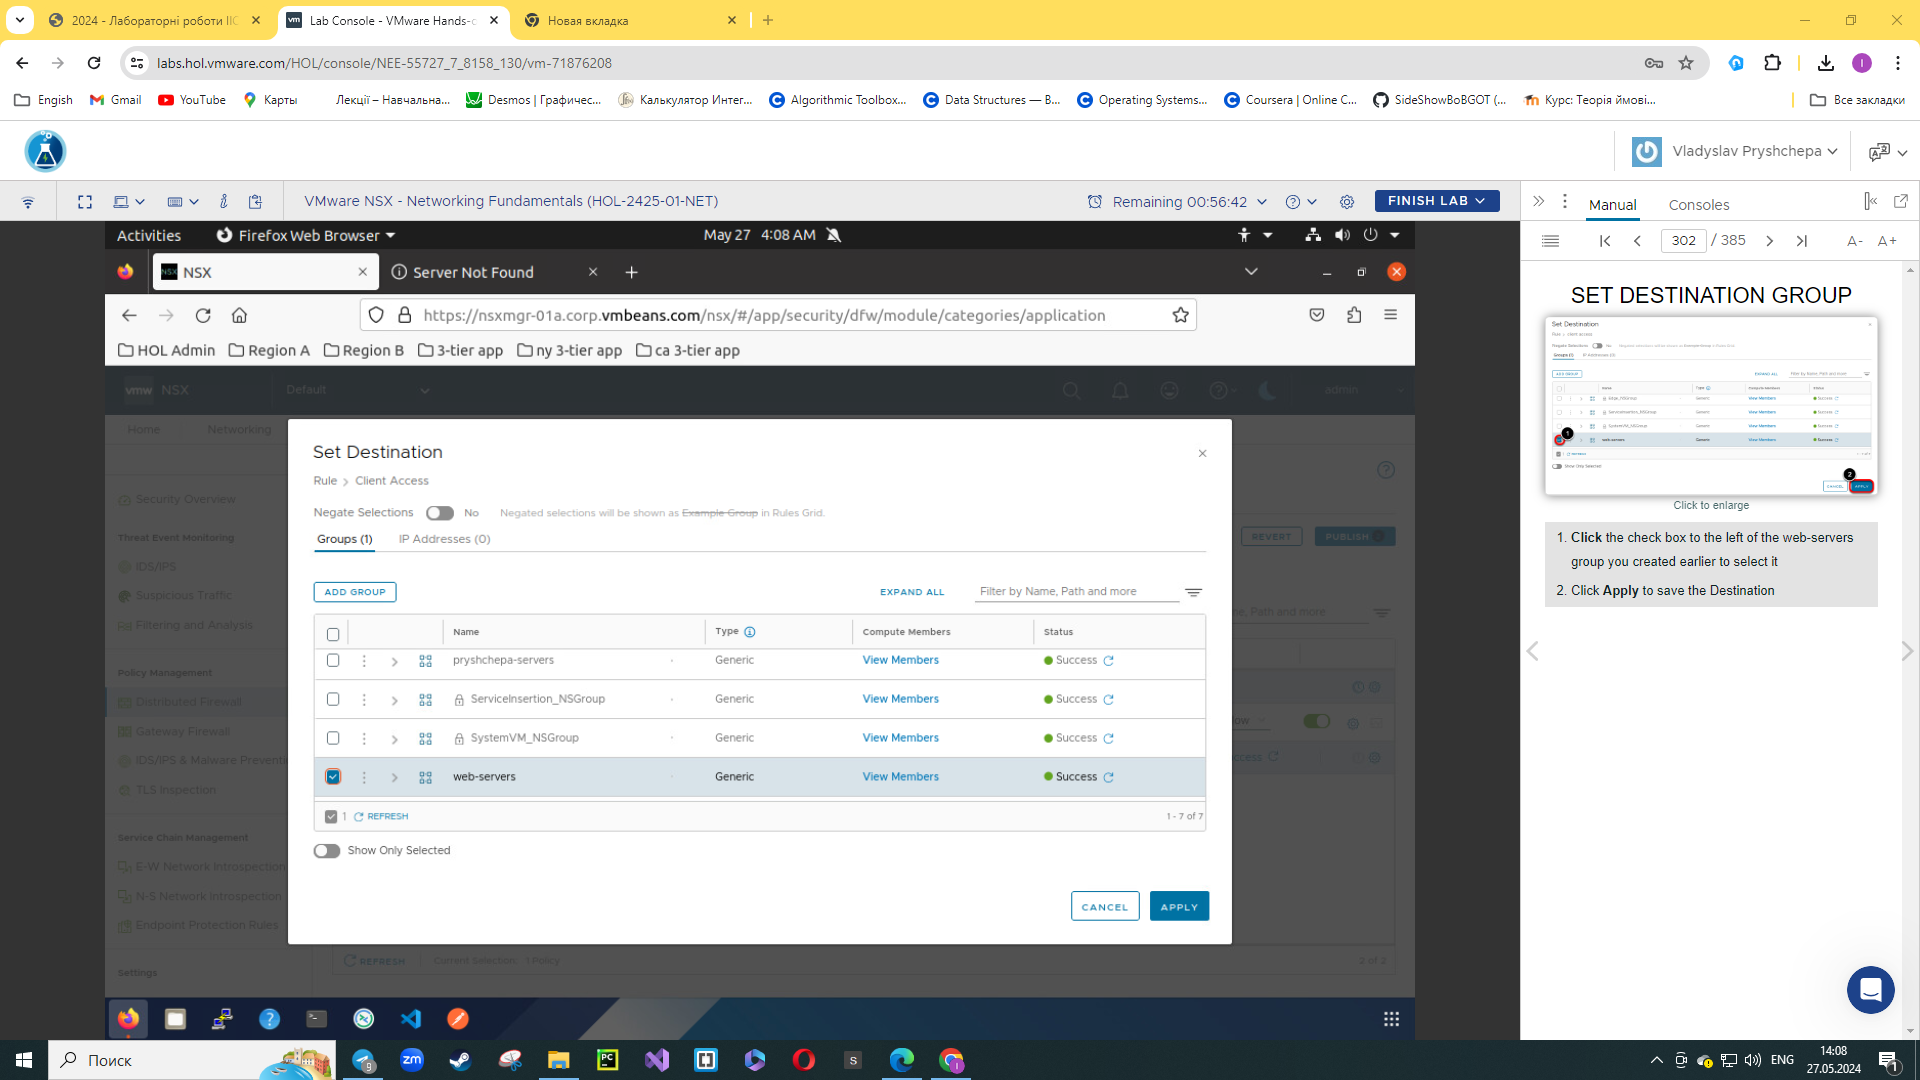 2024 - Лабораторні роботи ІІС
Lab Console - VMware Hands-o
Новая вкладка
labs.hol.vmware.com/HOL/console/NEE-55727_7_8158_130/vm-71876208
Engish
Gmail
YouTube
Карты
Лекції – Навчальна...
Desmos | Графичес...
Калькулятор Интег...
Algorithmic Toolbox...
Data Structures — В...
Operating Systems...
Coursera | Online C...
SideShowBoBGOT (...
Курс: Теорія ймові...
Все закладки
Vladyslav Pryshchepa
VMware NSX - Networking Fundamentals (HOL-2425-01-NET)
Remaining 00:56:42
FINISH LAB
Manual
Consoles
302 / 385
A-
A+
Activities
Firefox Web Browser
May 27 4:08 AM
NSX
Server Not Found
https://nsxmgr-01a.corp.vmbeans.com/nsx/#/app/security/dfw/module/categories/application
HOL Admin
Region A
Region B
3-tier app
ny 3-tier app
ca 3-tier app
vmw NSX
Default
admin
Home
Networking
Security Overview
Threat Event Monitoring
IDS/IPS
Suspicious Traffic
Filtering and Analysis
Policy Management
Distributed Firewall
Gateway Firewall
IDS/IPS & Malware Preventi
TLS Inspection
Service Chain Management
E-W Network Introspection
N-S Network Introspection
Endpoint Protection Rules
Settings
REVERT
PUBLISH
me, Path and more
ow
ccess
REFRESH
Current Selection: 1 Policy
2 of 2
Set Destination
Rule > Client Access
Negate Selections
No
Negated selections will be shown as Example Group in Rules Grid.
Groups (1)
IP Addresses (0)
ADD GROUP
EXPAND ALL
Filter by Name, Path and more
Name
Type
Compute Members
Status
pryshchepa-servers
Generic
View Members
Success
ServiceInsertion_NSGroup
Generic
View Members
Success
SystemVM_NSGroup
Generic
View Members
Success
web-servers
Generic
View Members
Success
1
REFRESH
1 - 7 of 7
Show Only Selected
CANCEL
APPLY
SET DESTINATION GROUP
Set Destination
Click to enlarge
1. Click the check box to the left of the web-servers
group you created earlier to select it
2. Click Apply to save the Destination
Поиск
ENG
14:08
27.05.2024